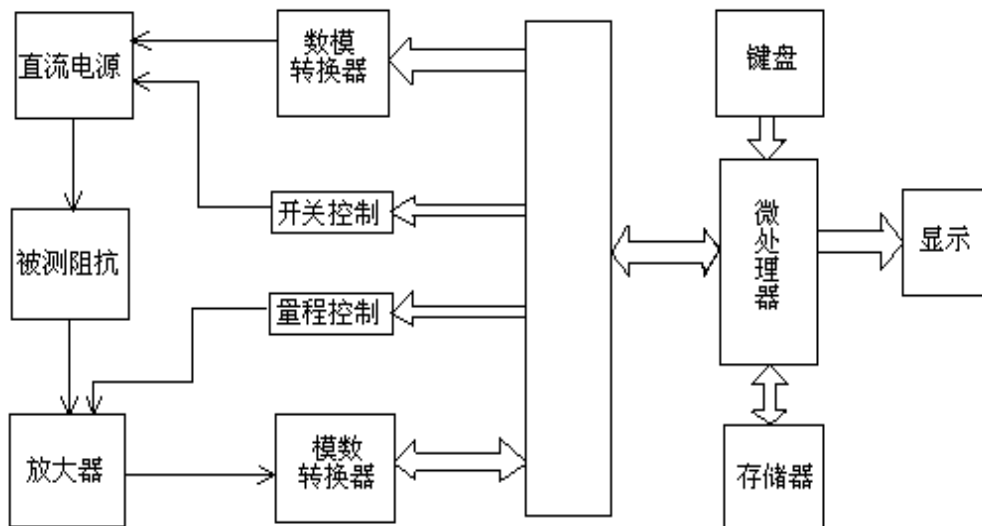 直流电源
数模
转换器
键盘
开关控制
微
处
理
器
显示
被测阻抗
量程控制
放大器
模数
转换器
存储器